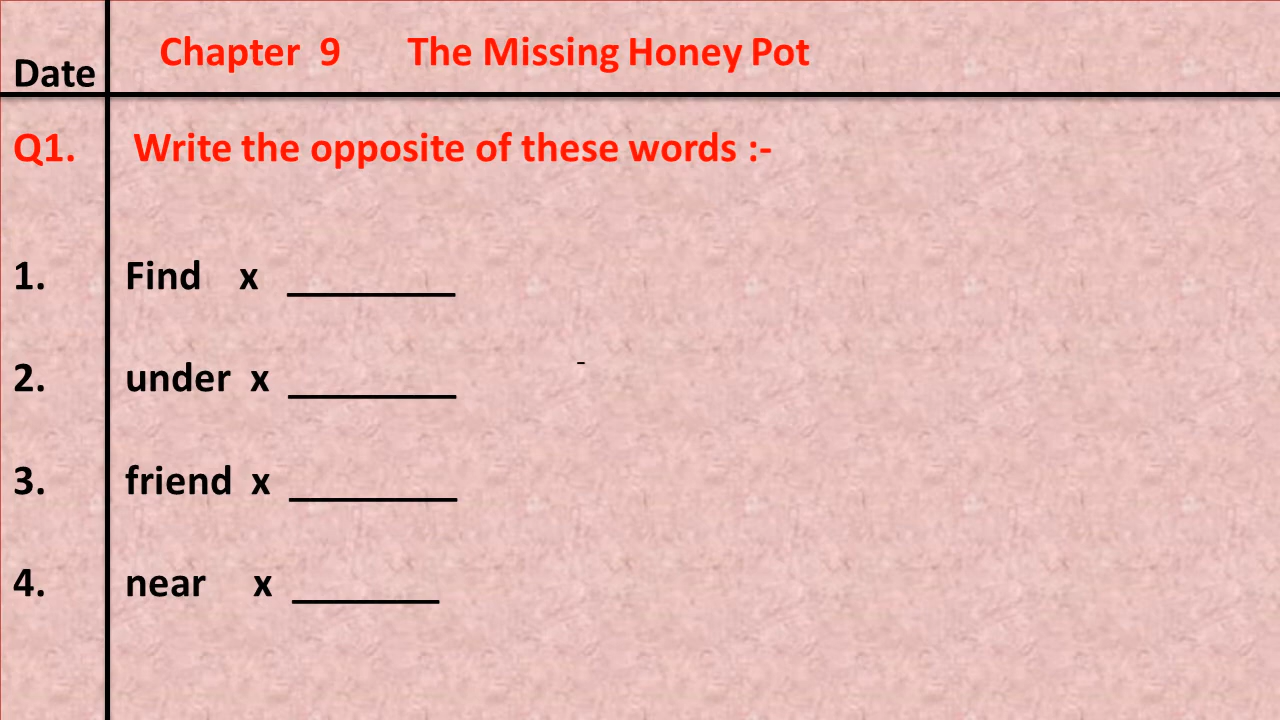 Chapter 9 The Missing Honey Pot
Date
Q1. Write the opposite of these words :-
1. Find x ________
2. under x ________
-
3. friend x ________
4. near x _______